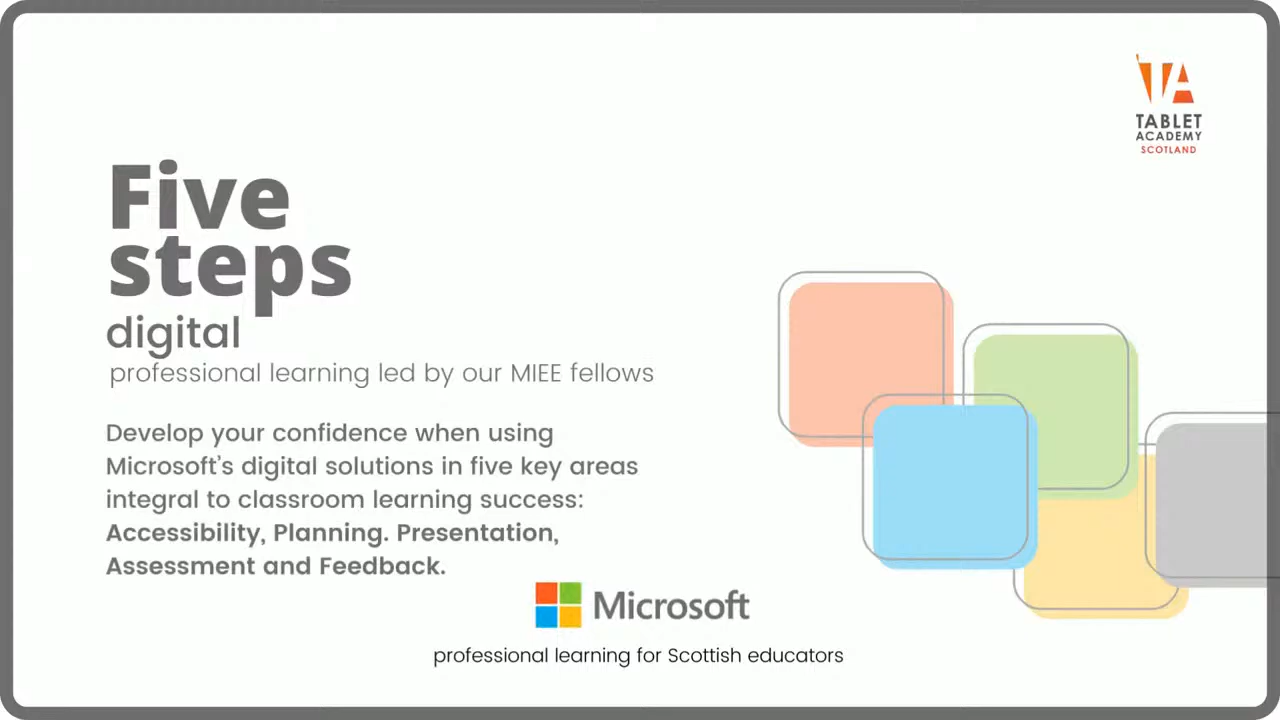 TA
TABLET
ACADEMY
SCOTLAND
Five
steps
digital
professional learning led by our MIEE fellows
Develop your confidence when using
Microsoft's digital solutions in five key areas
integral to classroom learning success:
Accessibility, Planning. Presentation,
Assessment and Feedback.
Microsoft
professional learning for Scottish educators